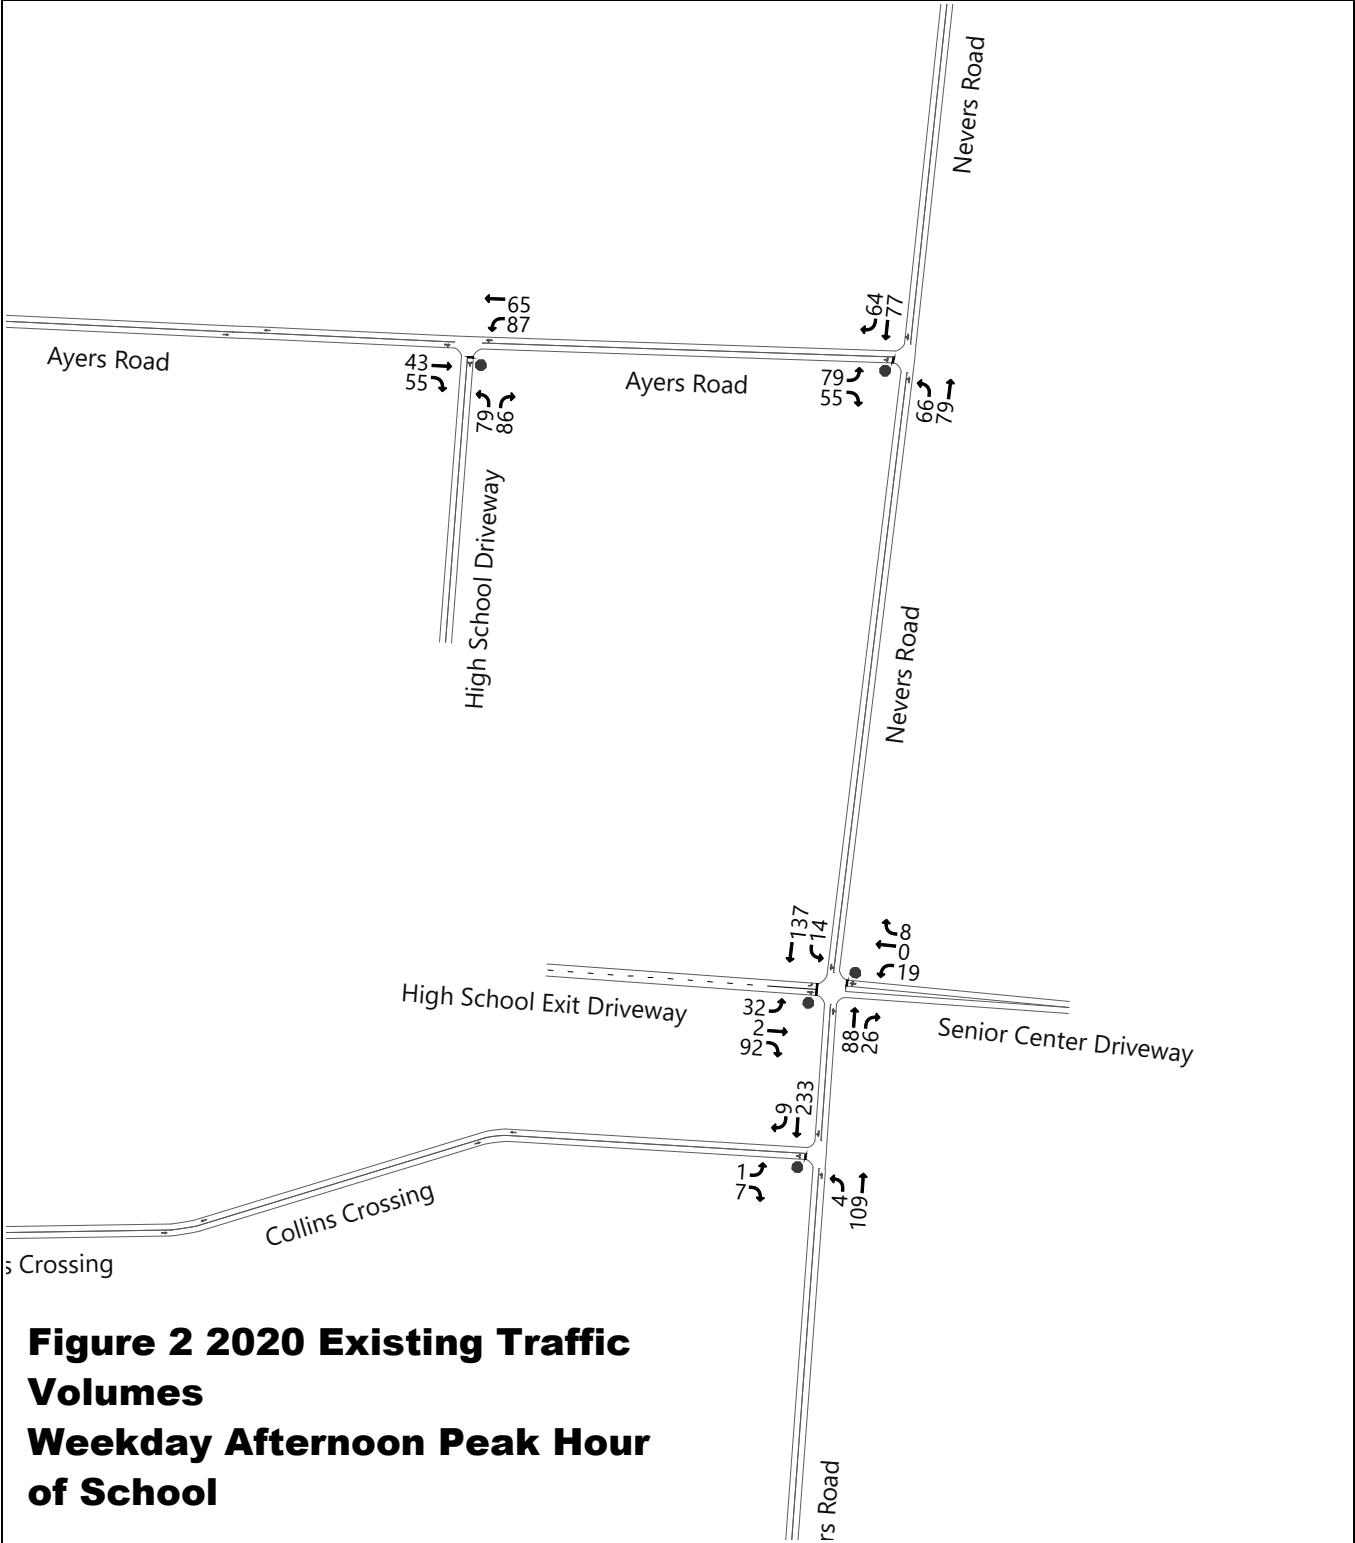 Nevers Road
65
87
64
77
Ayers Road
43
55
79
86
Ayers Road
79
55
66
79
High School Driveway
Nevers Road
137
14
8
0
19
High School Exit Driveway
32
2
92
88
26
Senior Center Driveway
9
233
1
7
4
109
Collins Crossing
s Crossing
Figure 2 2020 Existing Traffic
Volumes
Weekday Afternoon Peak Hour
of School
rs Road